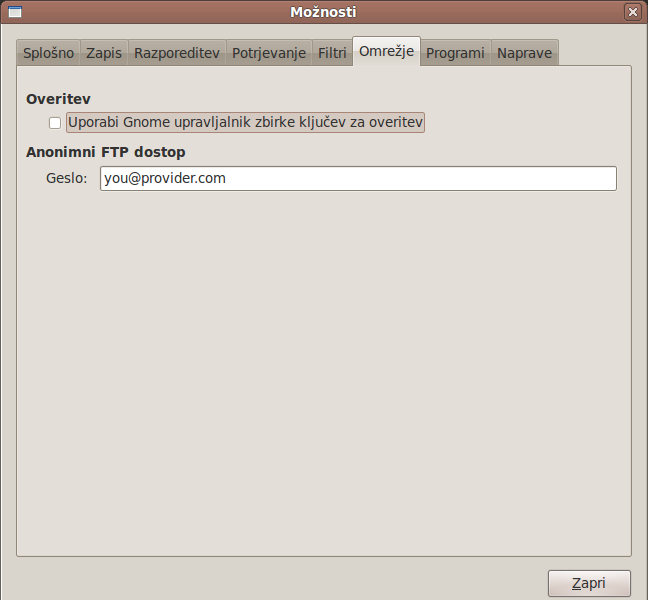 Možnosti
Splošno Zapis Razporeditev Potrjevanje Filtri Omrežje Programi Naprave
Overitev
Uporabi Gnome upravljalnik zbirke ključev za overitev
Anonimni FTP dostop
Geslo: you@provider.com
Zapri